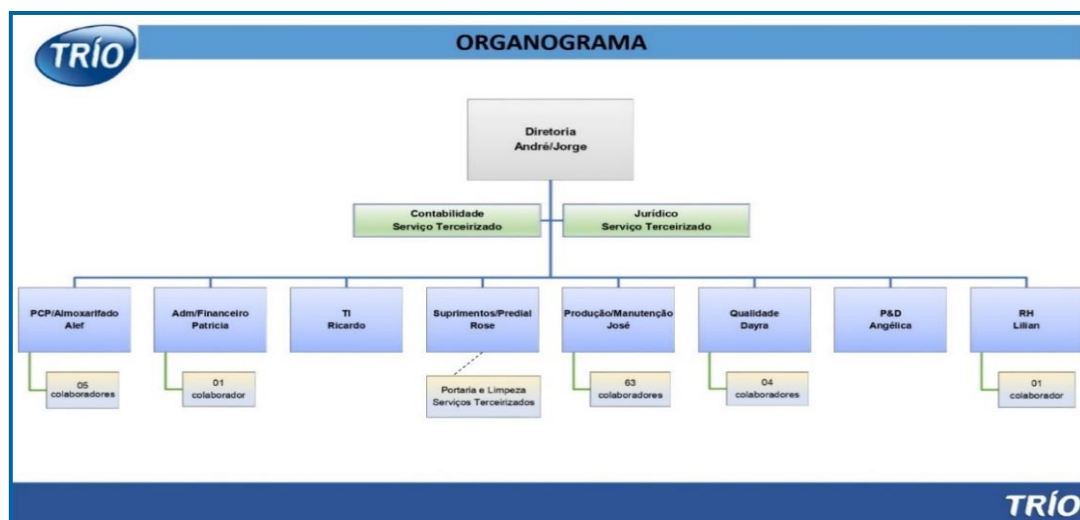 TRÍO
ORGANOGRAMA
Diretoria
André/Jorge
Contabilidade
Serviço Terceirizado
Jurídico
Serviço Terceirizado
PCP/Almoxarifado
Alef
Adm/Financeiro
Patricia
TI
Ricardo
Suprimentos/Predial
Rose
Produção/Manutenção
José
Qualidade
Dayra
P&D
Angélica
RH
Lilian
05
colaboradores
01
colaborador
Portaria e Limpeza
Serviços Terceirizados
63
colaboradores
04
colaboradores
01
colaborador
TRÍO